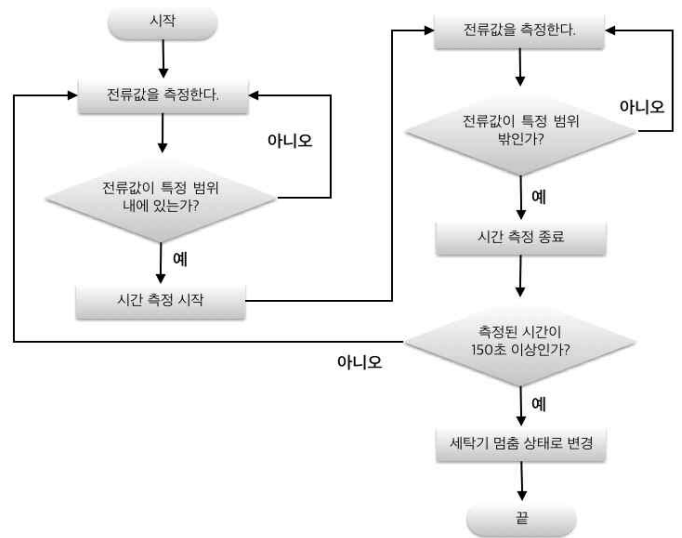 시작
전류값을 측정한다.
아니오
전류값이 특정 범위
내에 있는가?
예
시간 측정 시작
전류값을 측정한다.
아니오
전류값이 특정 범위
밖인가?
예
시간 측정 종료
측정된 시간이
150초 이상인가?
아니오
예
세탁기 멈춤 상태로 변경
끝